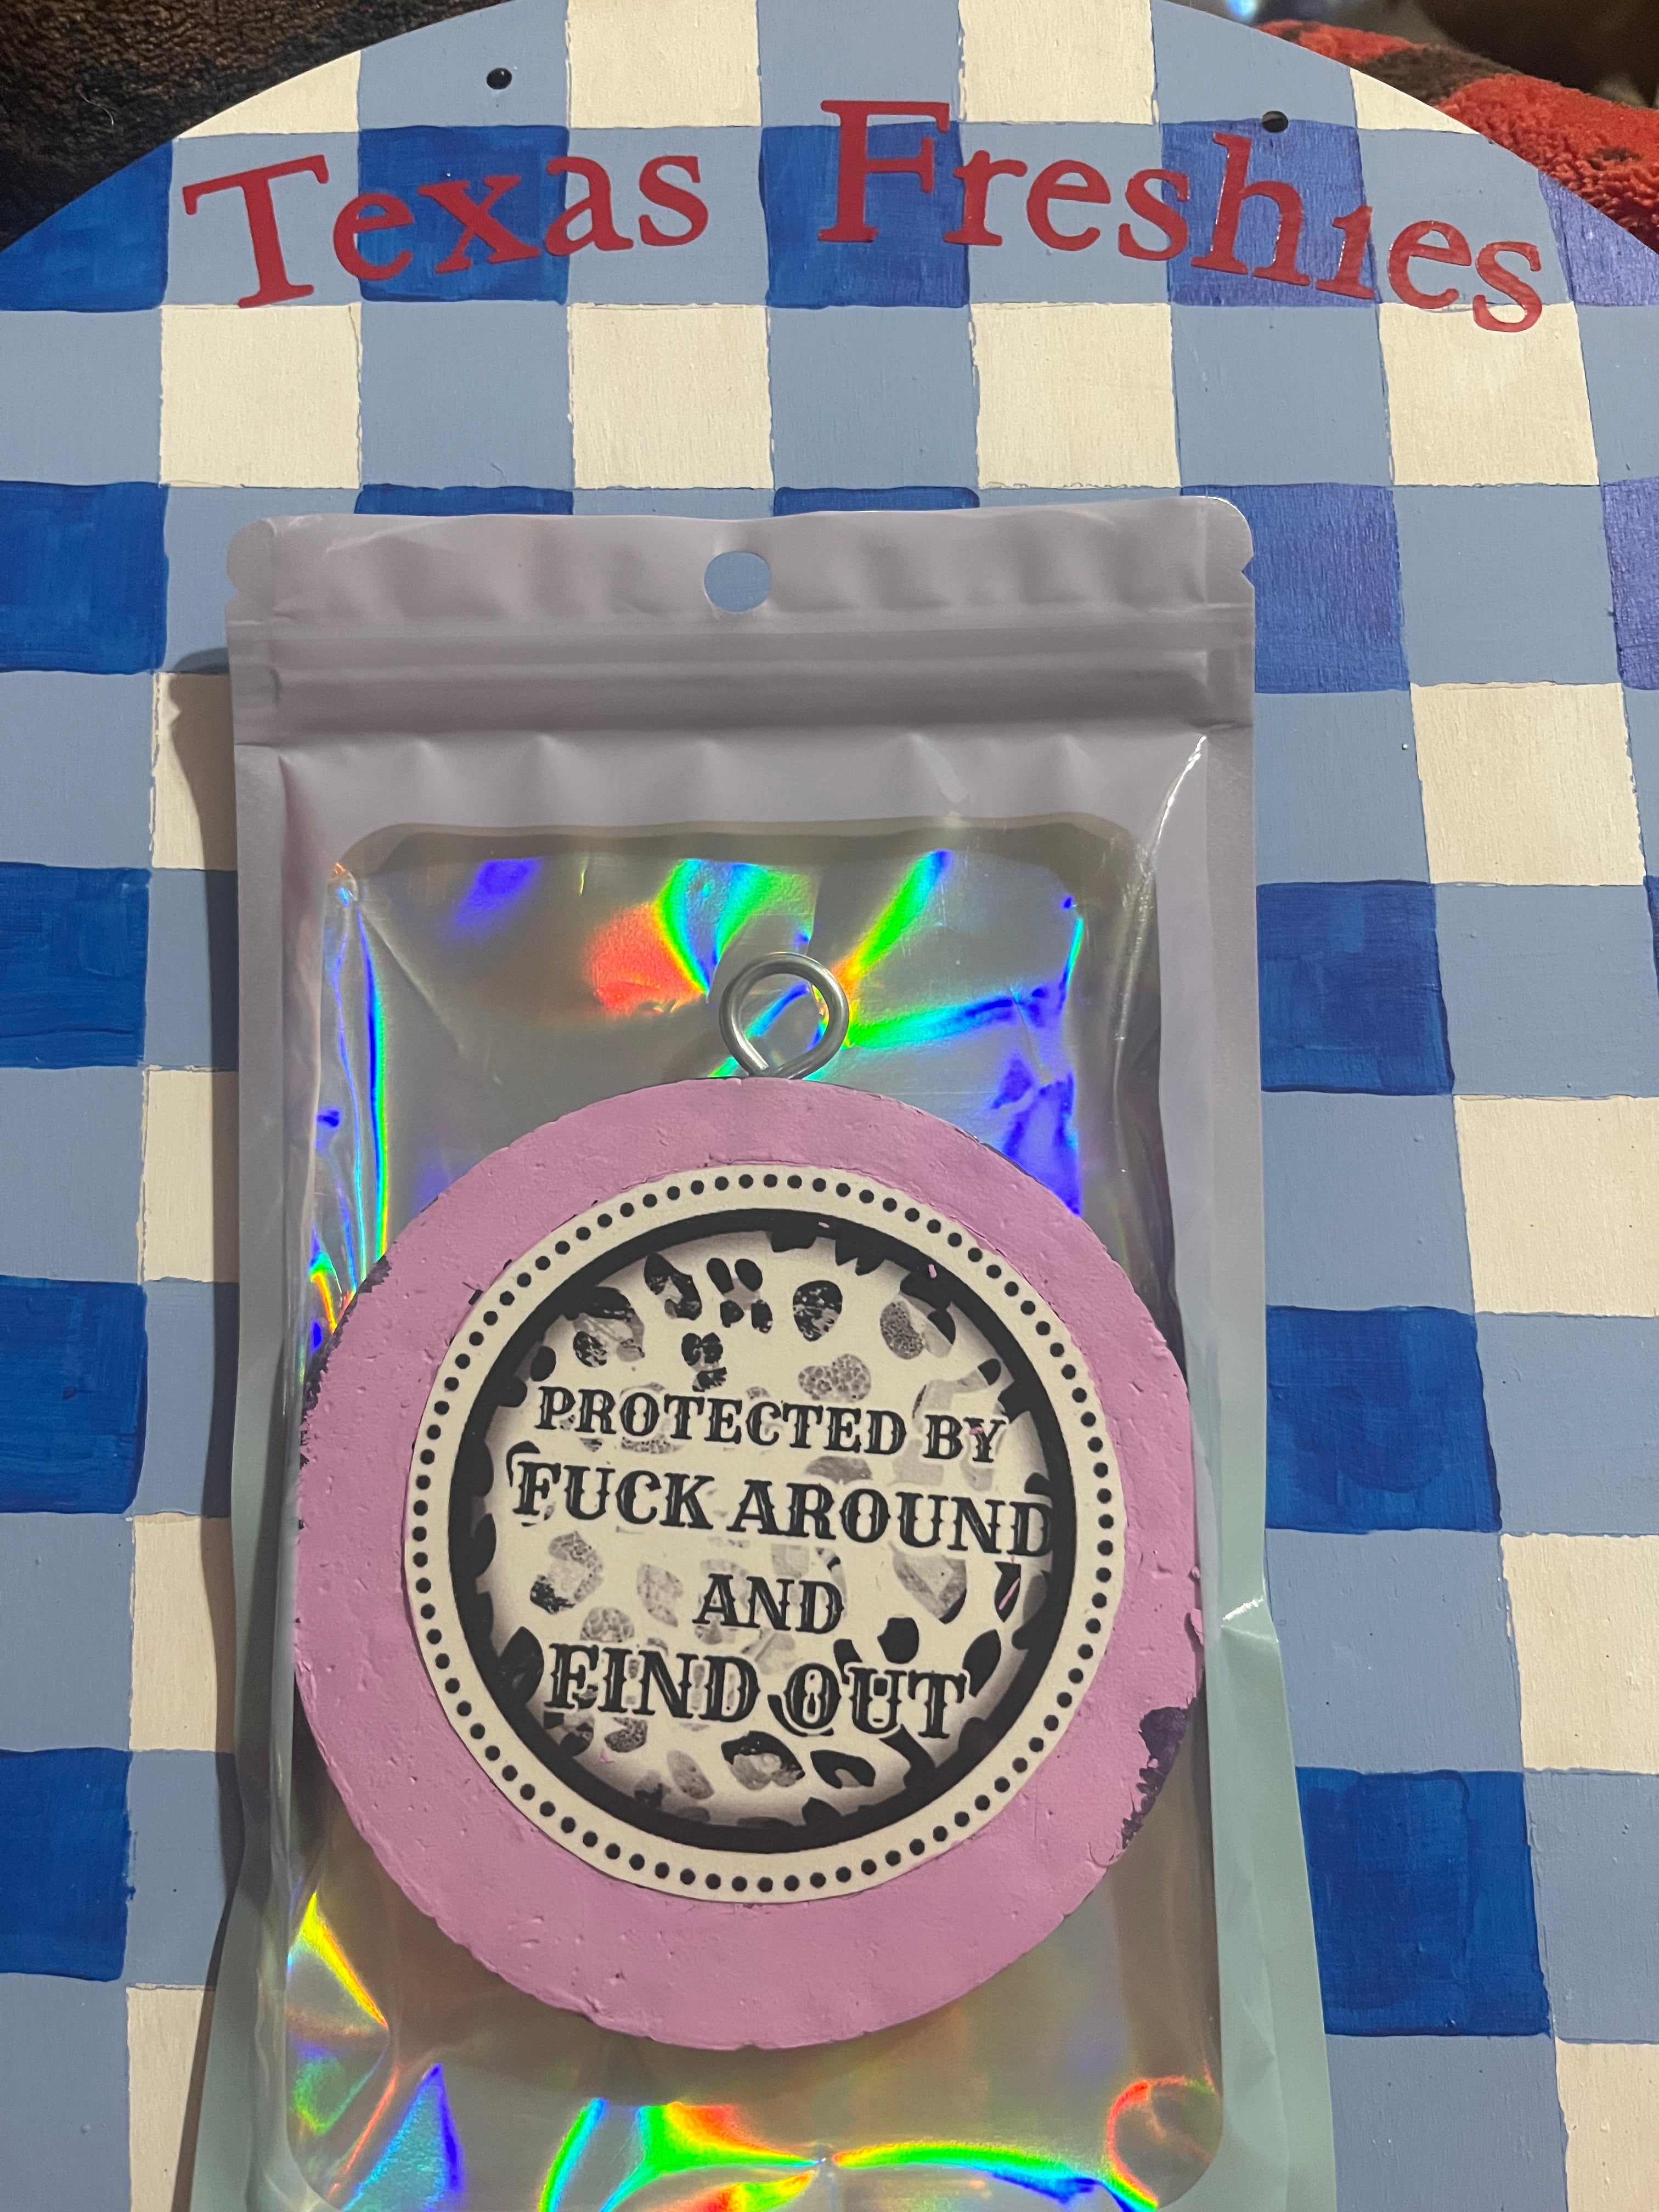 Texas Freshies
PROTECTED BY
FUCK AROUND
AND
FIND OUT